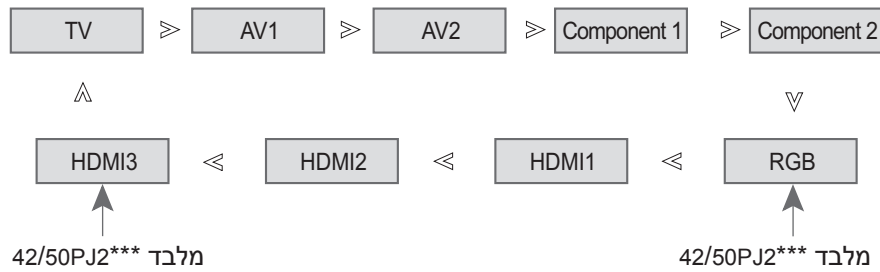 TV AV1 AV2 Component 1 Component 2
HDMI3 HDMI2 HDMI1 RGB
מלבד 42/50PJ2*** מלבד 42/50PJ2***